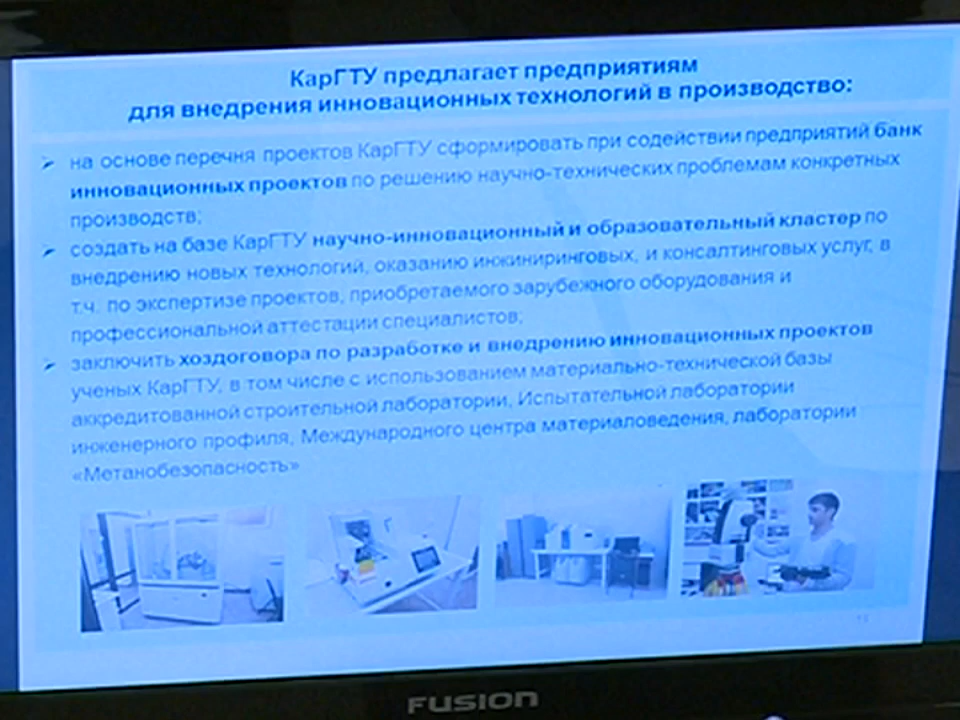 КарГТУ предлагает предприятиям
для внедрения инновационных технологий в производство:
➢ на основе перечня проектов КарГТУ сформировать при содействии предприятий банк
инновационных проектов по решению научно-технических проблемам конкретных
производств;
➢ создать на базе КарГТУ научно-инновационный и образовательный кластер по
внедрению новых технологий, оказанию инжиниринговых, и консалтинговых услуг, в
т.ч. по экспертизе проектов, приобретаемого зарубежного оборудования и
профессиональной аттестации специалистов;
➢ заключить хоздоговора по разработке и внедрению инновационных проектов
ученых КарГТУ, в том числе с использованием материально-технической базы
аккредитованной строительной лаборатории, Испытательной лаборатории
инженерного профиля, Международного центра материаловедения, лаборатории
«Метанобезопасность»
FUSION